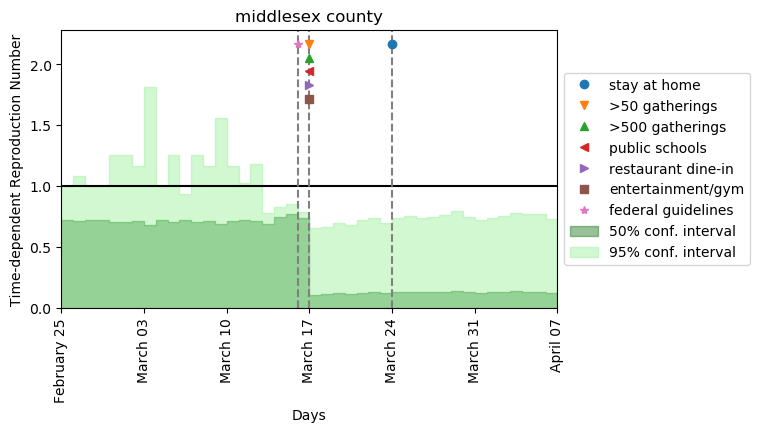 middlesex county
Time-dependent Reproduction Number
2.0
1.5
1.0
0.5
0.0
February 25
March 03
March 10
March 17
March 24
March 31
April 07
Days
stay at home
>50 gatherings
>500 gatherings
public schools
restaurant dine-in
entertainment/gym
federal guidelines
50% conf. interval
95% conf. interval